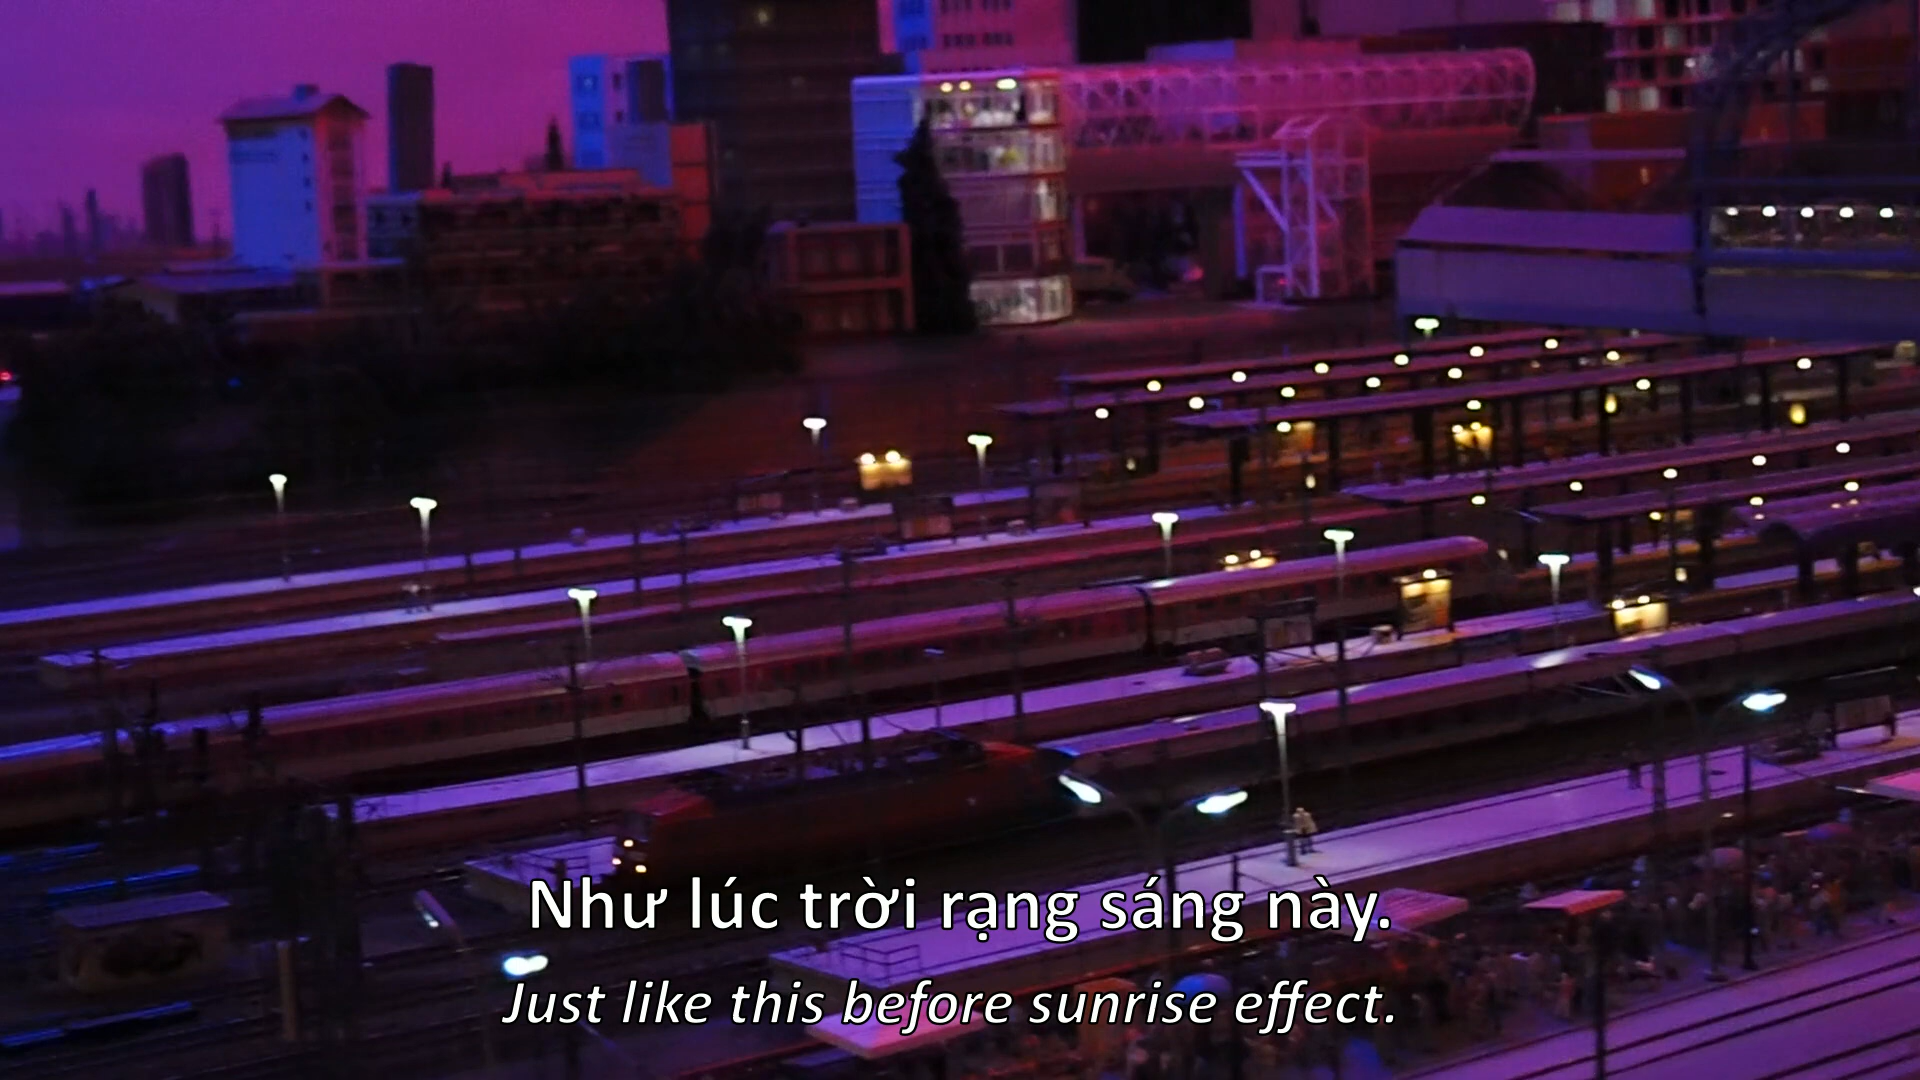 Như lúc trời rạng sáng này.
Just like this before sunrise effect.